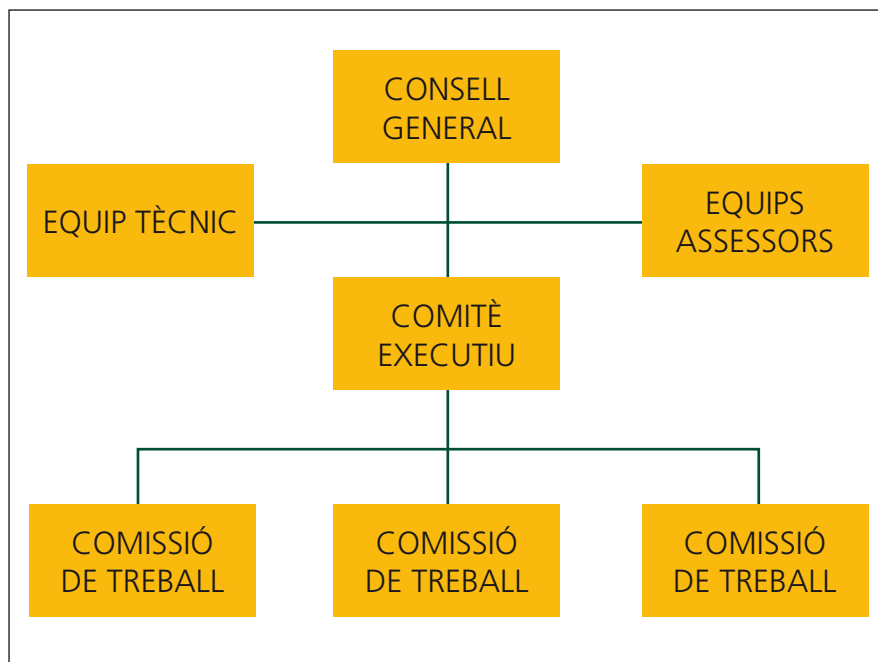 CONSELL
GENERAL
EQUIP TÈCNIC
EQUIPS
ASSESSORS
COMITÈ
EXECUTIU
COMISSIÓ
DE TREBALL
COMISSIÓ
DE TREBALL
COMISSIÓ
DE TREBALL